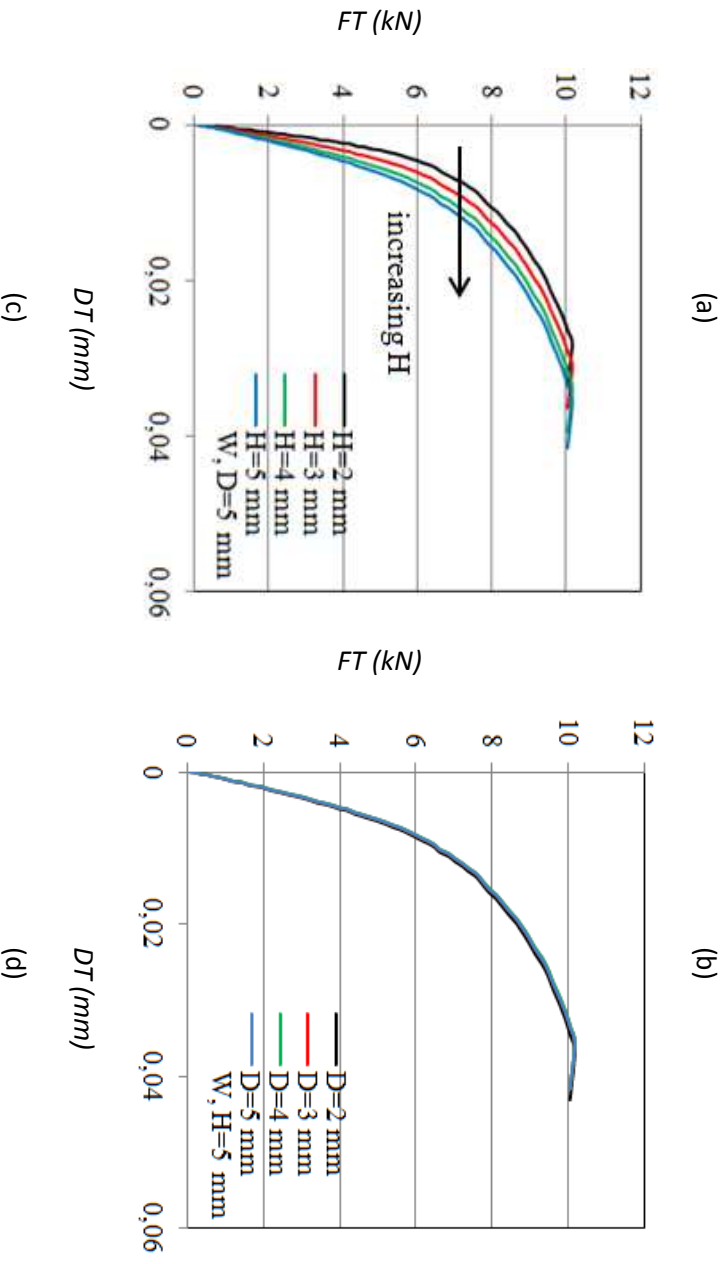 (a)
(b)
FT (kN)
12
10
8
6
4
2
0
0
0,02
0,04
0,06
increasing H
H=2 mm
H=3 mm
H=4 mm
H=5 mm
W, D=5 mm
DT (mm)
(c)
FT (kN)
12
10
8
6
4
2
0
0
0,02
0,04
0,06
D=2 mm
D=3 mm
D=4 mm
D=5 mm
W, H=5 mm
DT (mm)
(d)